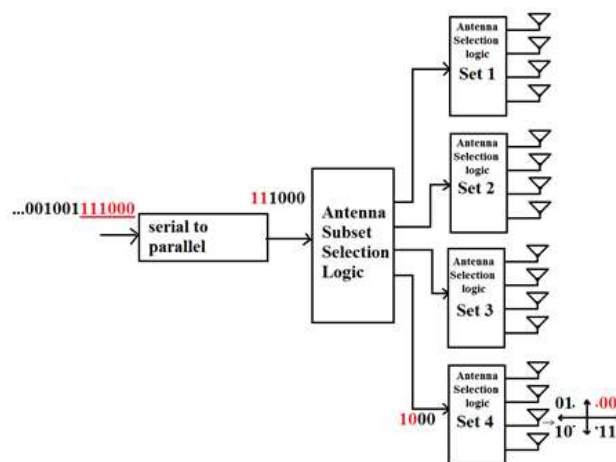 Antenna
Selection
logic
Set 1
Antenna
Selection
logic
Set 2
...001001111000
111000
serial to
parallel
Antenna
Subset
Selection
Logic
Antenna
Selection
logic
Set 3
Antenna
Selection
logic
Set 4
1000
01. .00
10. .11